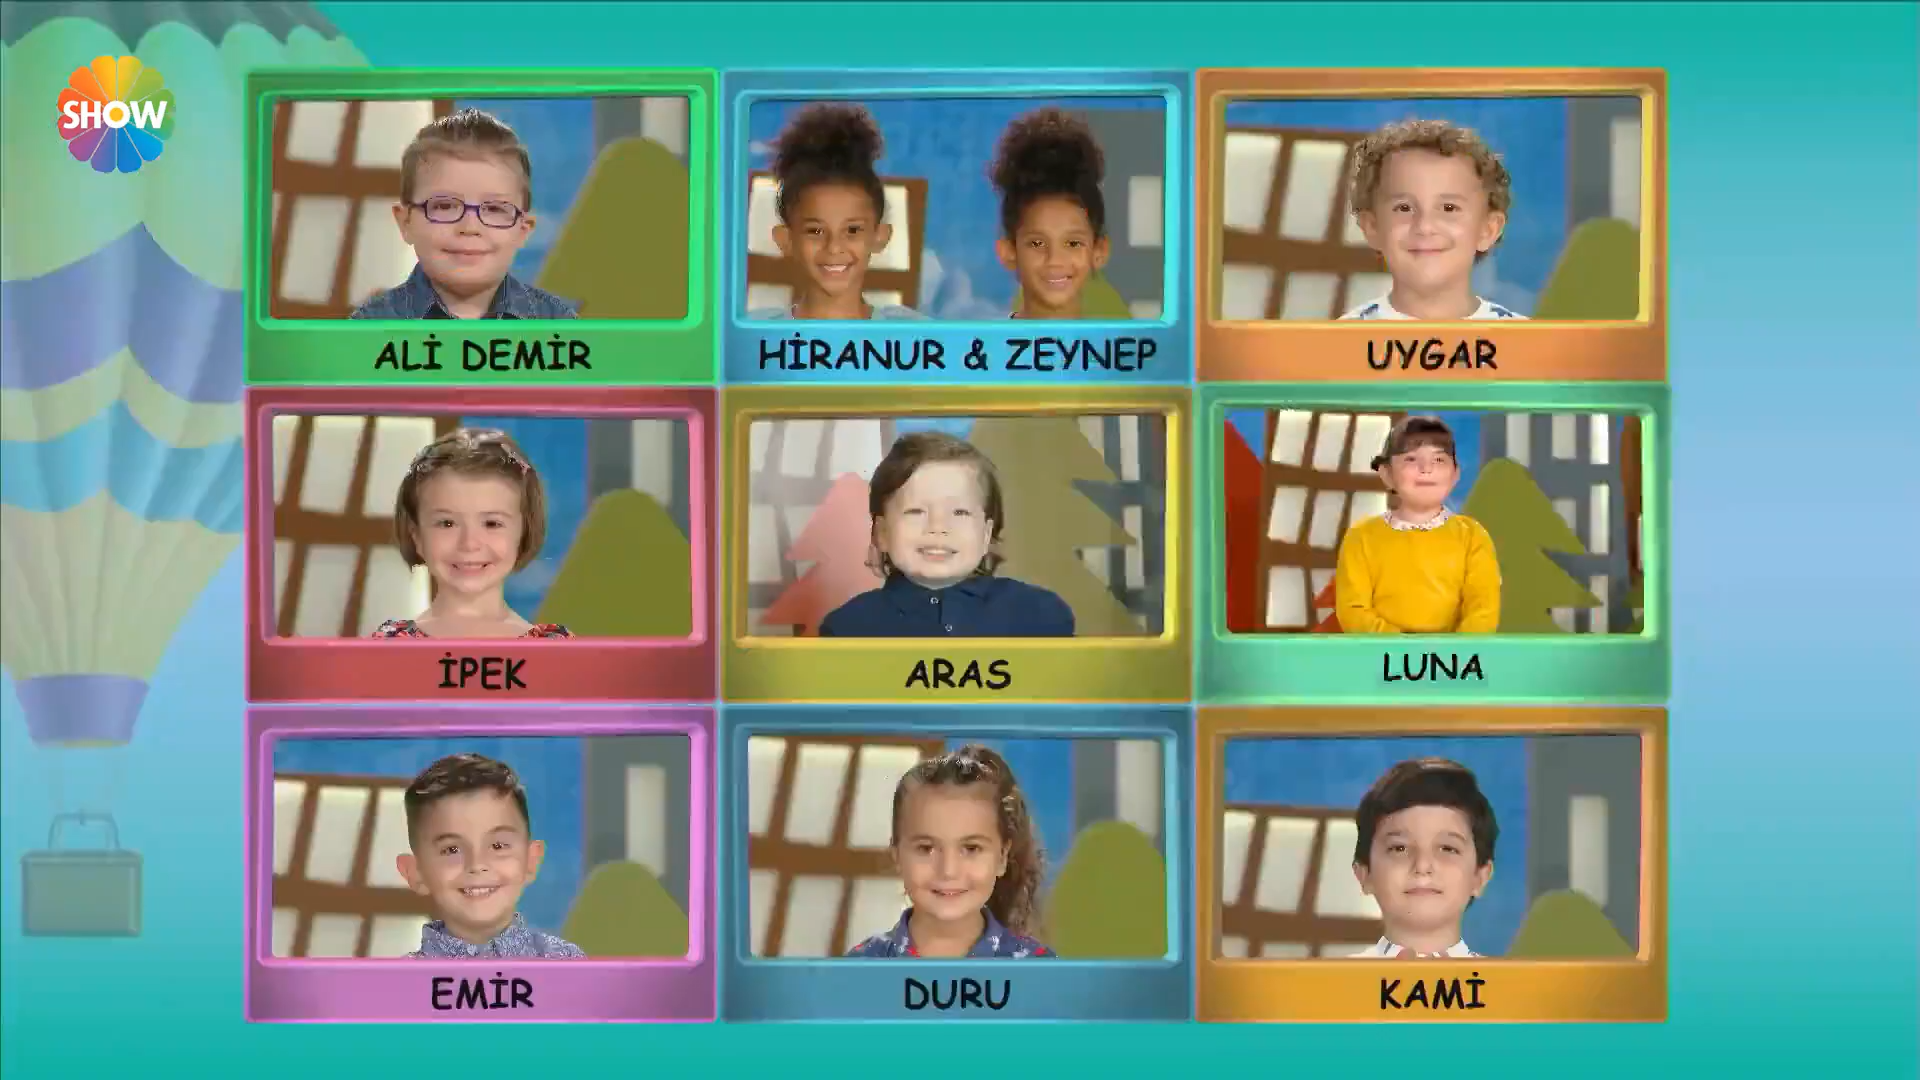 SHOW
ALİ DEMİR
HİRANUR & ZEYNEP
UYGAR
İPEK
ARAS
LUNA
EMİR
DURU
KAMİ